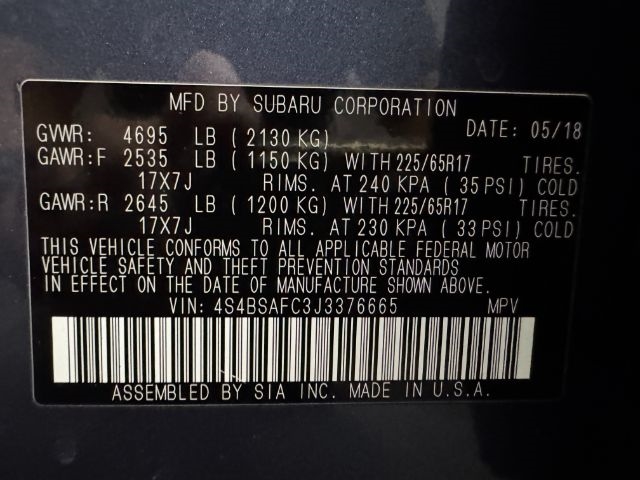 MFD BY SUBARU CORPORATION
GVWR: 4695 LB ( 2130 KG) DATE: 05/18
GAWR:F 2535 LB ( 1150 KG) WITH 225/65R17 TIRES.
17X7J RIMS. AT 240 KPA ( 35 PSI) COLD
GAWR:R 2645 LB ( 1200 KG) WITH 225/65R17 TIRES.
17X7J RIMS. AT 230 KPA ( 33 PSI) COLD
THIS VEHICLE CONFORMS TO ALL APPLICABLE FEDERAL MOTOR
VEHICLE SAFETY AND THEFT PREVENTION STANDARDS
IN EFFECT ON THE DATE OF MANUFACTURE SHOWN ABOVE.
VIN: 4S4BSAFC3J3376665 MPV
ASSEMBLED BY SIA INC. MADE IN U.S.A.